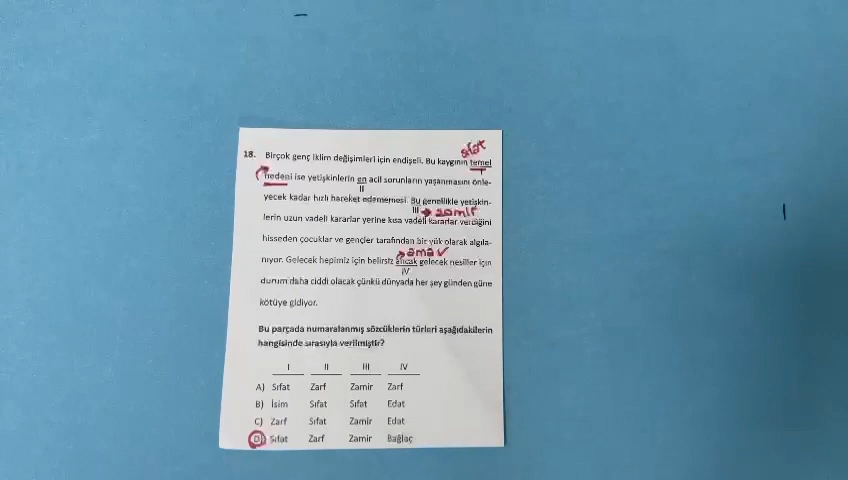 sıfat
18. Birçok genç iklim değişimleri için endişeli. Bu kaygının temel
I
nedeni ise yetişkinlerin en acil sorunların yaşanmasını önle-
II
yecek kadar hızlı hareket edememesi. Bu genellikle yetişkin-
III zamir
lerin uzun vadeli kararlar yerine kısa vadeli kararlar verdiğini
hisseden çocuklar ve gençler tarafından bir yük olarak algıla-
ama
nıyor. Gelecek hepimiz için belirsiz ancak gelecek nesiller için
IV
durum daha ciddi olacak çünkü dünyada her şey günden güne
kötüye gidiyor.
Bu parçada numaralanmış sözcüklerin türleri aşağıdakilerin
hangisinde sırasıyla verilmiştir?
I II III IV
A) Sıfat Zarf Zamir Zarf
B) İsim Sıfat Sıfat Edat
C) Zarf Sıfat Zamir Edat
D) Sıfat Zarf Zamir Bağlaç